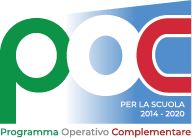 poc
PER LA SCUOLA
2014 - 2020
Programma Operativo Complementare